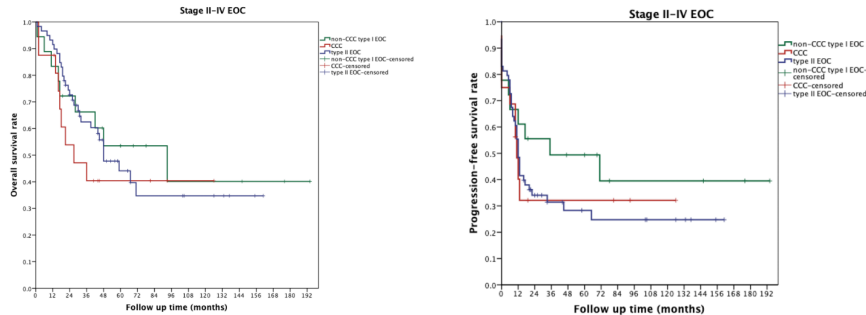 Stage II-IV EOC
Overall survival rate
1.0
0.9
0.8
0.7
0.6
0.5
0.4
0.3
0.2
0.1
0.0
0 12 24 36 48 60 72 84 96 108 120 132 144 156 168 180 192
Follow up time (months)
non-CCC type I EOC
CCC
type II EOC
non-CCC type I EOC-censored
CCC-censored
type II EOC-censored
Stage II-IV EOC
Progression-free survival rate
1.0
0.9
0.8
0.7
0.6
0.5
0.4
0.3
0.2
0.1
0.0
0 12 24 36 48 60 72 84 96 108 120 132 144 156 168 180 192
Follow up time (months)
non-CCC type I EOC
CCC
type II EOC
non-CCC type I EOC-
censored
CCC-censored
type II EOC-censored